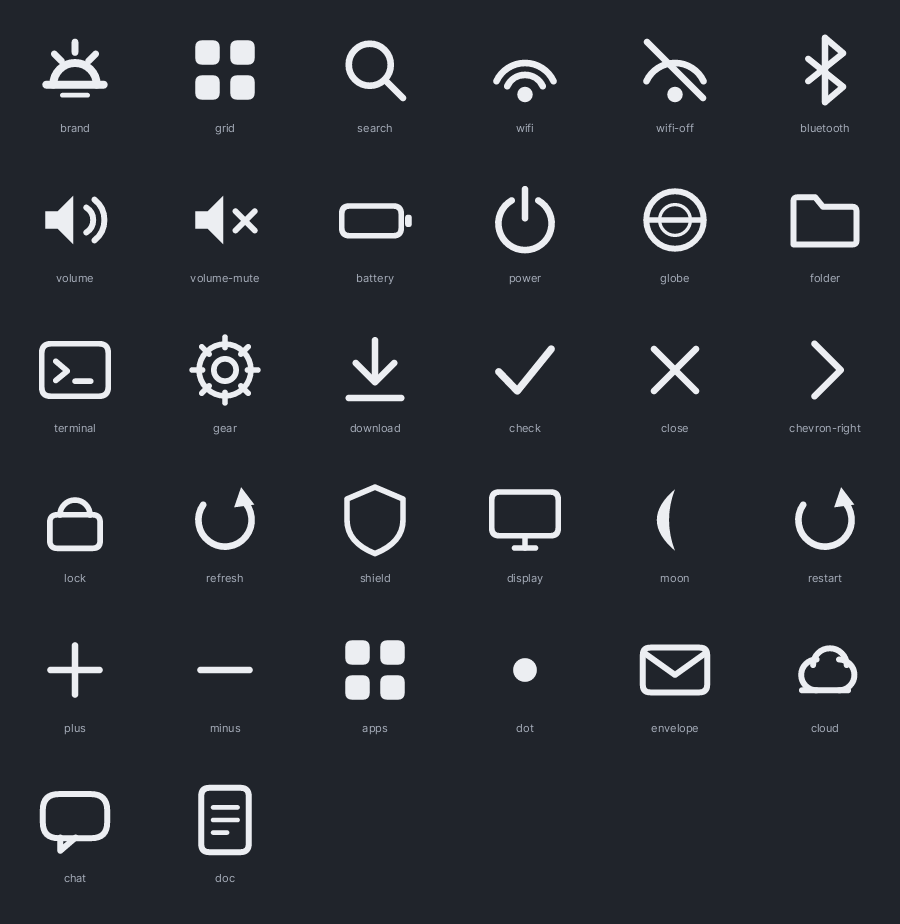 brand grid search wifi wifi-off bluetooth
volume volume-mute battery power globe folder
terminal gear download check close chevron-right
lock refresh shield display moon restart
plus minus apps dot envelope cloud
chat doc